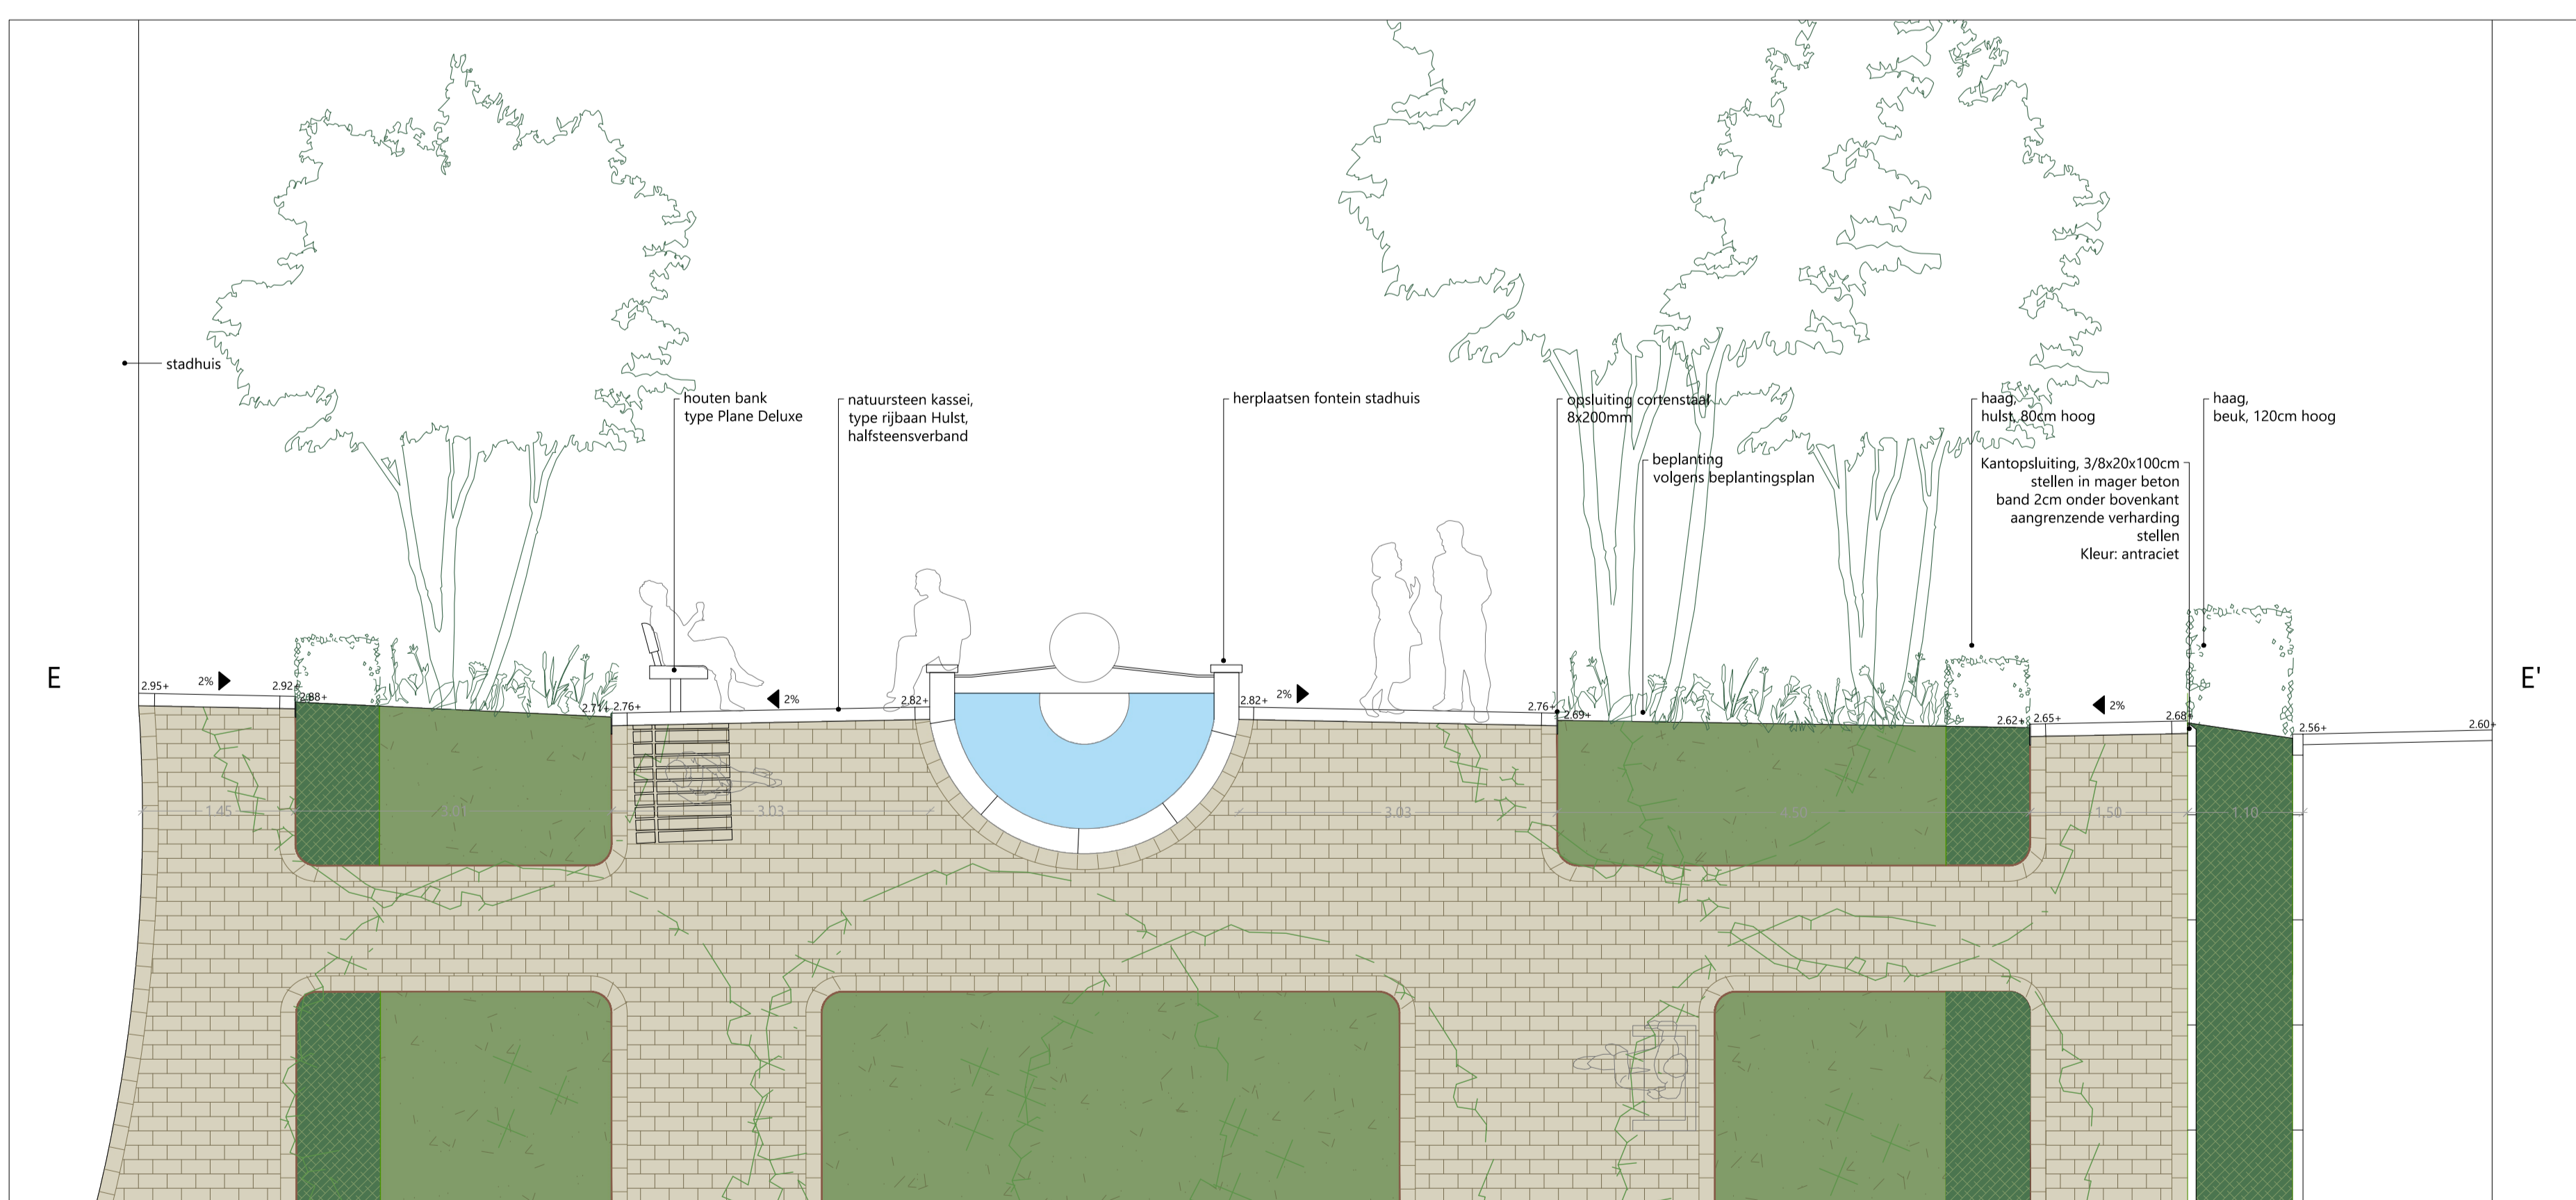 stadhuis
houten bank
type Plane Deluxe
natuursteen kassei,
type rijbaan Hulst,
halfsteensverband
herplaatsen fontein stadhuis
opsluiting cortenstaal
8x200mm
beplanting
volgens beplantingsplan
haag,
hulst, 80cm hoog
haag,
beuk, 120cm hoog
Kantopsluiting, 3/8x20x100cm
stellen in mager beton
band 2cm onder bovenkant
aangrenzende verharding
stellen
Kleur: antraciet
E
E'
2.95+
2%
2.92+
2.88+
2.71+
2.76+
2%
2.82+
2.82+
2%
2.76+
2.69+
2.62+
2.65+
2%
2.68+
2.56+
2.60+
1.45
3.03
3.03
4.50
1.50
1.10